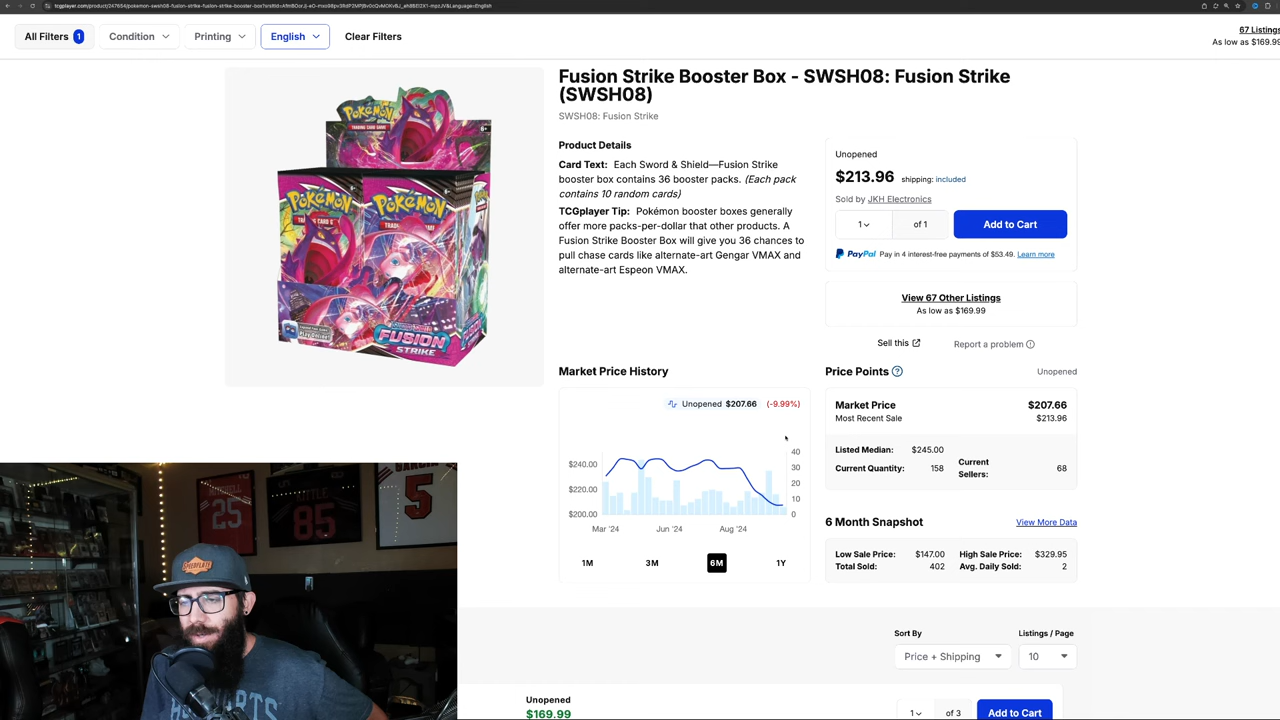 All Filters 1
Condition
Printing
English
Clear Filters
67 Listings
As low as $169.99
Fusion Strike Booster Box - SWSH08: Fusion Strike
(SWSH08)
SWSH08: Fusion Strike
Product Details
Card Text: Each Sword & Shield—Fusion Strike
booster box contains 36 booster packs. (Each pack
contains 10 random cards)
TCGplayer Tip: Pokémon booster boxes generally
offer more packs-per-dollar that other products. A
Fusion Strike Booster Box will give you 36 chances to
pull chase cards like alternate-art Gengar VMAX and
alternate-art Espeon VMAX.
Unopened
$213.96 shipping: included
Sold by JKH Electronics
1 of 1
Add to Cart
PayPal Pay in 4 interest-free payments of $53.49. Learn more
View 67 Other Listings
As low as $169.99
Sell this
Report a problem
Market Price History
Unopened $207.66 (-9.99%)
$240.00
$220.00
$200.00
40
30
20
10
0
Mar '24
Jun '24
Aug '24
1M
3M
6M
1Y
Price Points
Unopened
Market Price $207.66
Most Recent Sale $213.96
Listed Median: $245.00
Current Quantity: 158
Current
Sellers: 68
6 Month Snapshot
View More Data
Low Sale Price: $147.00
High Sale Price: $329.95
Total Sold: 402
Avg. Daily Sold: 2
Sort By
Listings / Page
Price + Shipping
10
Unopened
$169.99
1 of 3
Add to Cart
POKéMON
POKéMON
POKéMON
FUSION
STRIKE
25
LITTLE
85
5